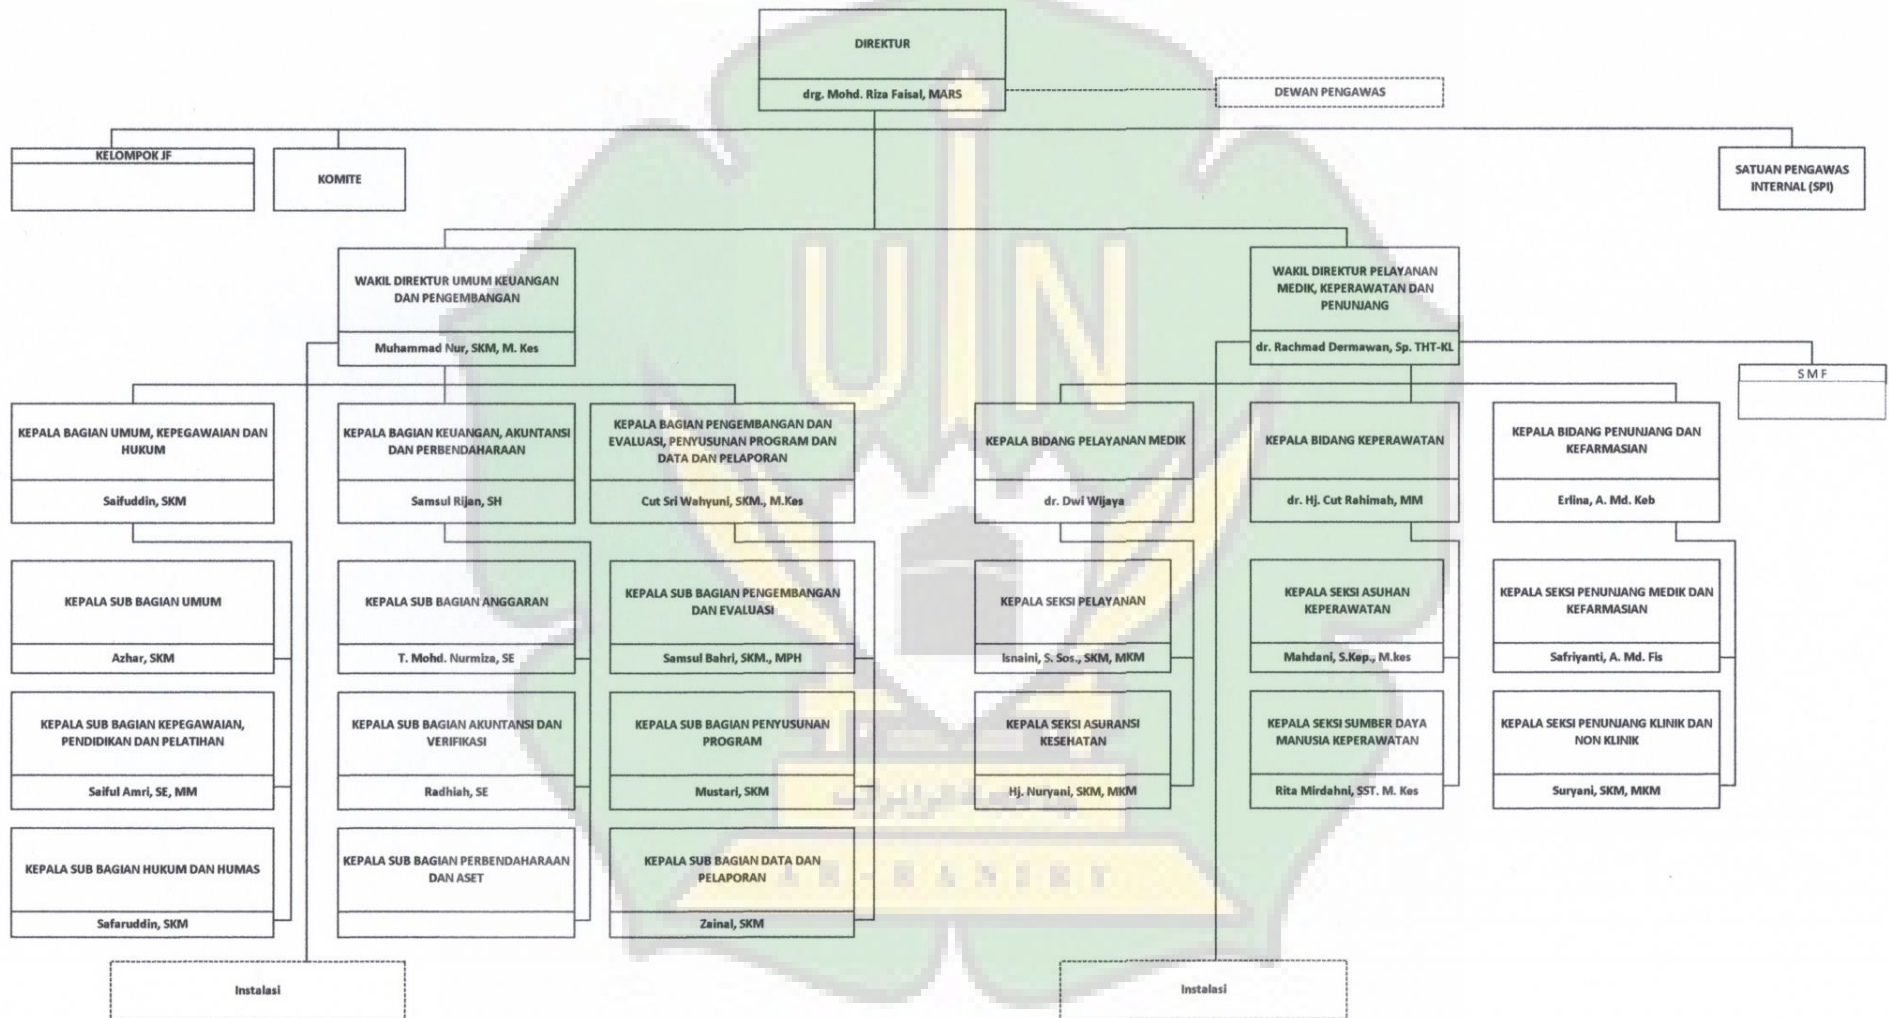 DIREKTUR
drg. Mohd. Riza Faisal, MARS
DEWAN PENGAWAS
KELOMPOK JF
KOMITE
SATUAN PENGAWAS
INTERNAL (SPI)
WAKIL DIREKTUR UMUM KEUANGAN
DAN PENGEMBANGAN
Muhammad Nur, SKM, M. Kes
WAKIL DIREKTUR PELAYANAN
MEDIK, KEPERAWATAN DAN
PENUNJANG
dr. Rachmad Dermawan, Sp. THT-KL
S M F
KEPALA BAGIAN UMUM, KEPEGAWAIAN DAN
HUKUM
Saifuddin, SKM
KEPALA BAGIAN KEUANGAN, AKUNTANSI
DAN PERBENDAHARAAN
Samsul Rijan, SH
KEPALA BAGIAN PENGEMBANGAN DAN
EVALUASI, PENYUSUNAN PROGRAM DAN
DATA DAN PELAPORAN
Cut Sri Wahyuni, SKM., M.Kes
KEPALA BIDANG PELAYANAN MEDIK
dr. Dwi Wijaya
KEPALA BIDANG KEPERAWATAN
dr. Hj. Cut Rahimah, MM
KEPALA BIDANG PENUNJANG DAN
KEFARMASIAN
Erlina, A. Md. Keb
KEPALA SUB BAGIAN UMUM
Azhar, SKM
KEPALA SUB BAGIAN ANGGARAN
T. Mohd. Nurmiza, SE
KEPALA SUB BAGIAN PENGEMBANGAN
DAN EVALUASI
Samsul Bahri, SKM., MPH
KEPALA SEKSI PELAYANAN
Isnaini, S. Sos., SKM, MKM
KEPALA SEKSI ASUHAN
KEPERAWATAN
Mahdani, S.Kep., M.kes
KEPALA SEKSI PENUNJANG MEDIK DAN
KEFARMASIAN
Safriyanti, A. Md. Fis
KEPALA SUB BAGIAN KEPEGAWAIAN,
PENDIDIKAN DAN PELATIHAN
Saiful Amri, SE, MM
KEPALA SUB BAGIAN AKUNTANSI DAN
VERIFIKASI
Radhiah, SE
KEPALA SUB BAGIAN PENYUSUNAN
PROGRAM
Mustari, SKM
KEPALA SEKSI ASURANSI
KESEHATAN
Hj. Nuryani, SKM, MKM
KEPALA SEKSI SUMBER DAYA
MANUSIA KEPERAWATAN
Rita Mirdahni, SST. M. Kes
KEPALA SEKSI PENUNJANG KLINIK DAN
NON KLINIK
Suryani, SKM, MKM
KEPALA SUB BAGIAN HUKUM DAN HUMAS
Safaruddin, SKM
KEPALA SUB BAGIAN PERBENDAHARAAN
DAN ASET
KEPALA SUB BAGIAN DATA DAN
PELAPORAN
Zainal, SKM
Instalasi
Instalasi
UIN
AR-RANIRY